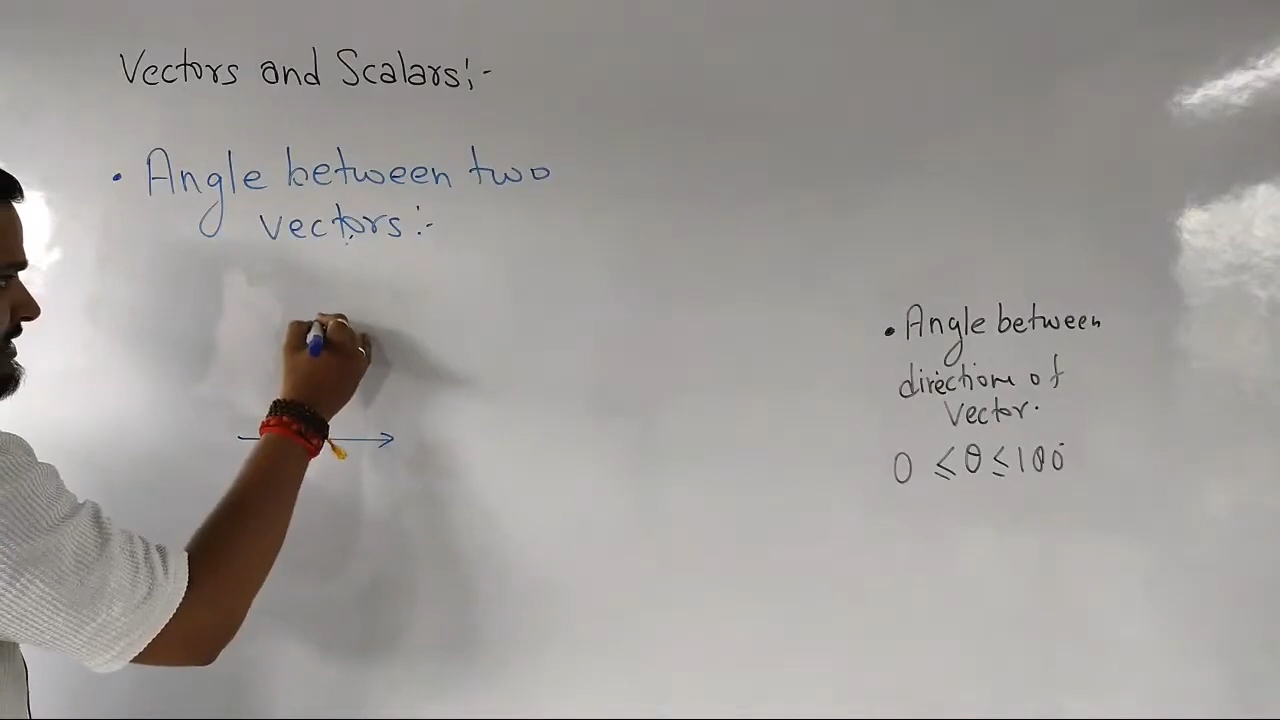 Vectors and Scalars:-
• Angle between two
vectors:-
• Angle between
direction of
Vector.
0 ≤ θ ≤ 180°